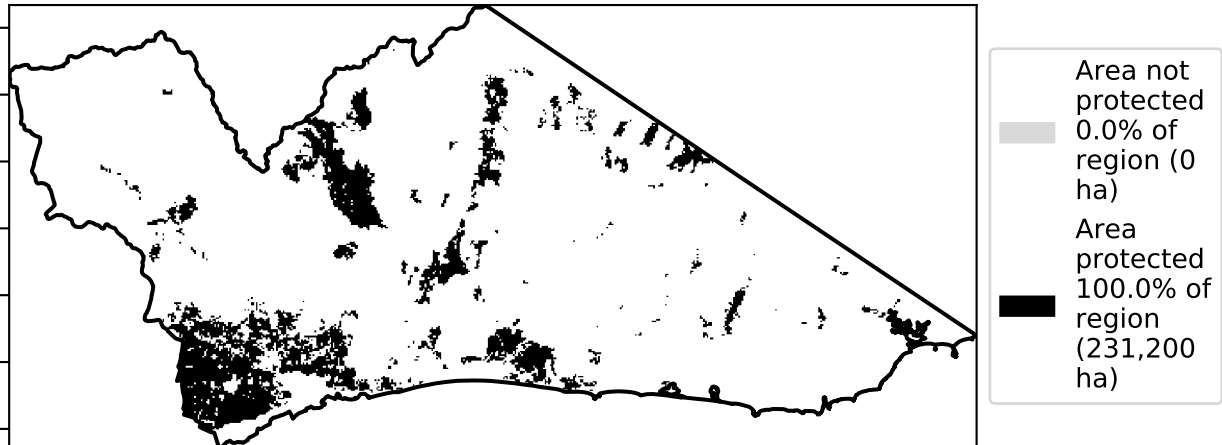 Area not
protected
0.0% of
region (0
ha)
Area
protected
100.0% of
region
(231,200
ha)